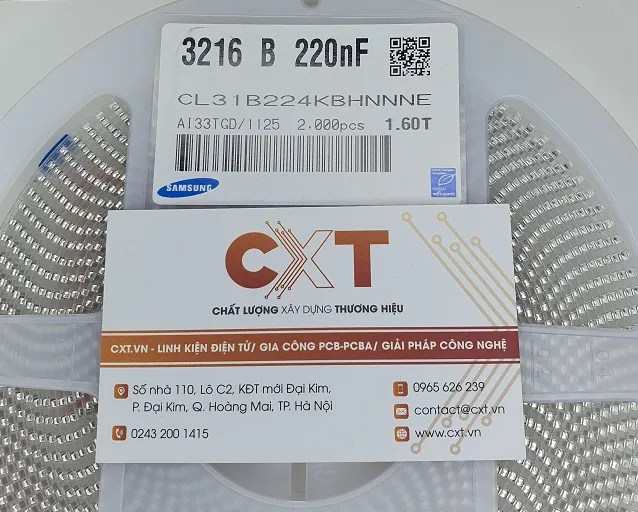 3216 B 220nF
CL31B224KBHNNNE
AI33TGD/1125 2,000pcs 1.60T
SAMSUNG
CXT
CHẤT LƯỢNG XÂY DỰNG THƯƠNG HIỆU
CXT.VN - LINH KIỆN ĐIỆN TỬ/ GIA CÔNG PCB-PCBA/ GIẢI PHÁP CÔNG NGHỆ
Số nhà 110, Lô C2, KĐT mới Đại Kim,
P. Đại Kim, Q. Hoàng Mai, TP. Hà Nội
0243 200 1415
0965 626 239
contact@cxt.vn
www.cxt.vn